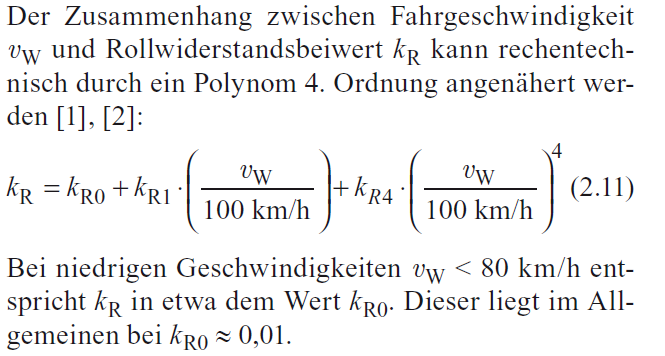 Der Zusammenhang zwischen Fahrgeschwindigkeit
v_W und Rollwiderstandsbeiwert k_R kann rechentech-
nisch durch ein Polynom 4. Ordnung angenähert wer-
den [1], [2]:
k_R = k_R0 + k_R1 · (v_W / 100 km/h) + k_R4 · (v_W / 100 km/h)^4 (2.11)
Bei niedrigen Geschwindigkeiten v_W < 80 km/h ent-
spricht k_R in etwa dem Wert k_R0. Dieser liegt im All-
gemeinen bei k_R0 ≈ 0,01.